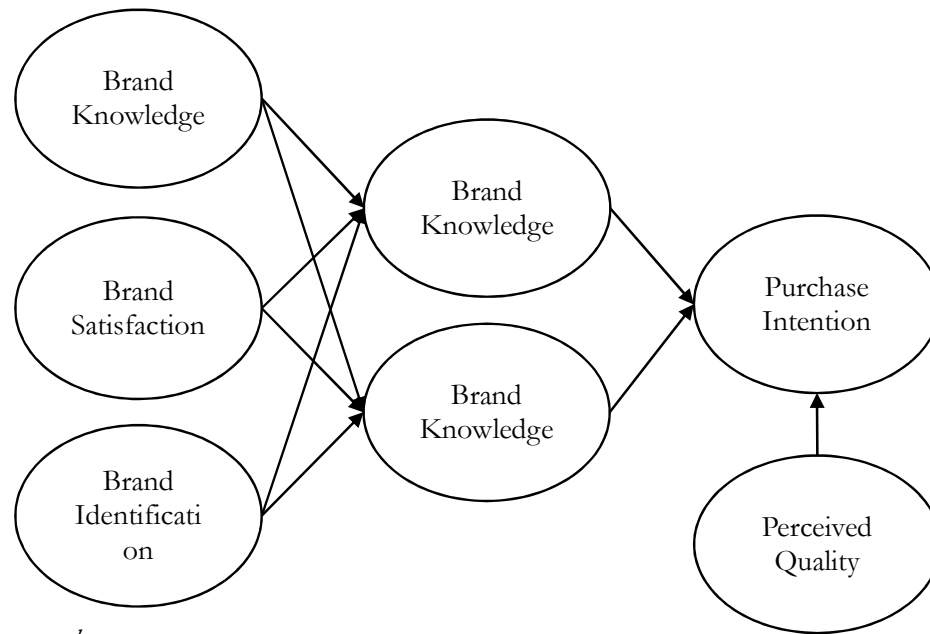 Brand
Knowledge
Brand
Satisfaction
Brand
Identificati
on
Brand
Knowledge
Brand
Knowledge
Purchase
Intention
Perceived
Quality